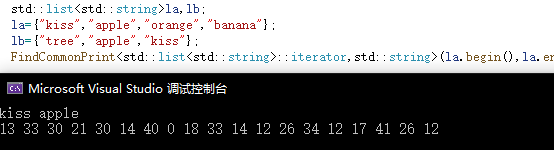 std::list<std::string>la,lb;
la={"kiss","apple","orange","banana"};
lb={"tree","apple","kiss"};
FindCommonPrint<std::list<std::string>::iterator,std::string>(la.begin(),la.en
Microsoft Visual Studio 调试控制台
kiss apple
13 33 30 21 30 14 40 0 18 33 14 12 26 34 12 17 41 26 12